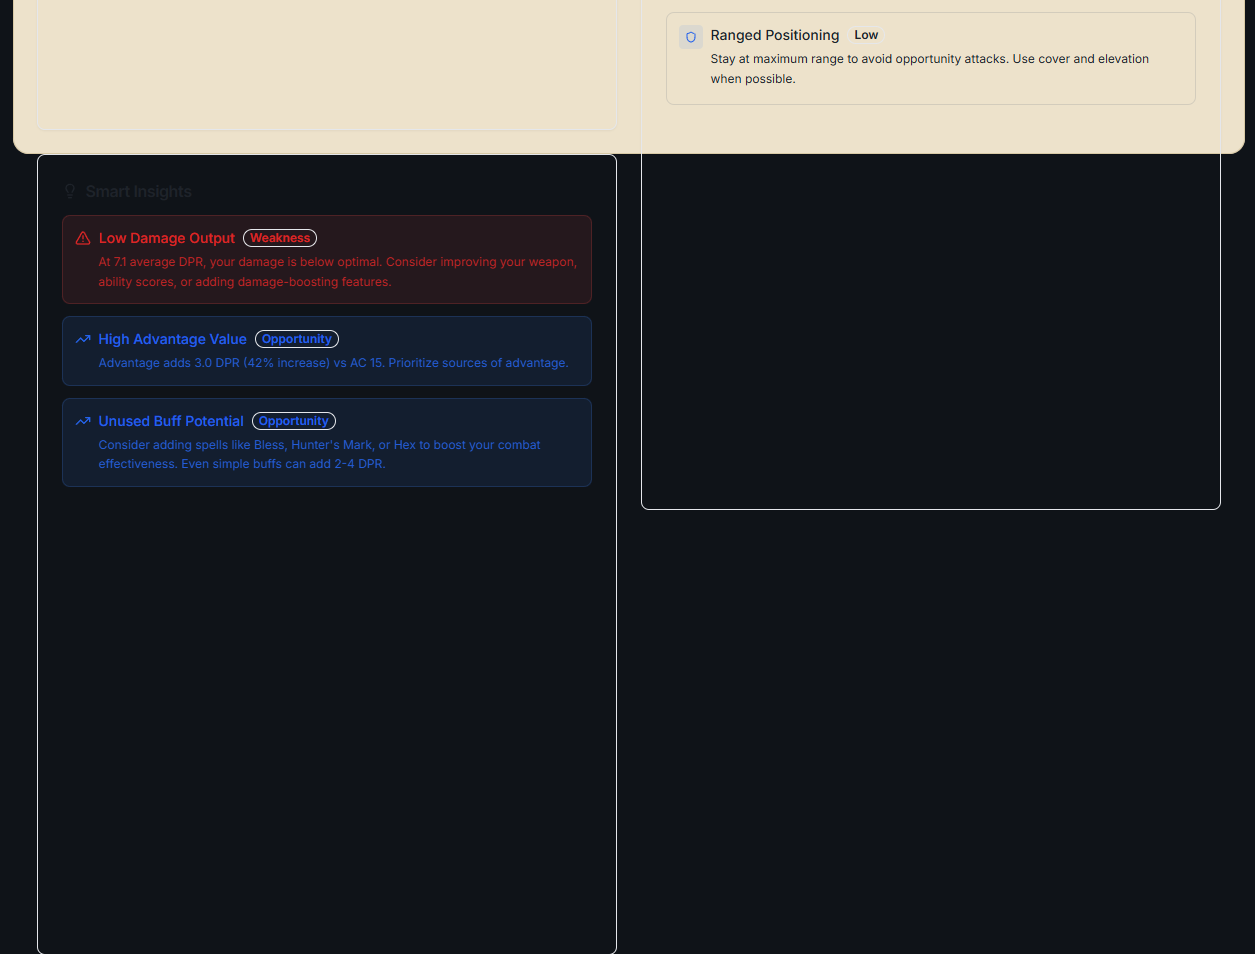 Ranged Positioning Low
Stay at maximum range to avoid opportunity attacks. Use cover and elevation
when possible.
Smart Insights
Low Damage Output Weakness
At 7.1 average DPR, your damage is below optimal. Consider improving your weapon,
ability scores, or adding damage-boosting features.
High Advantage Value Opportunity
Advantage adds 3.0 DPR (42% increase) vs AC 15. Prioritize sources of advantage.
Unused Buff Potential Opportunity
Consider adding spells like Bless, Hunter's Mark, or Hex to boost your combat
effectiveness. Even simple buffs can add 2-4 DPR.